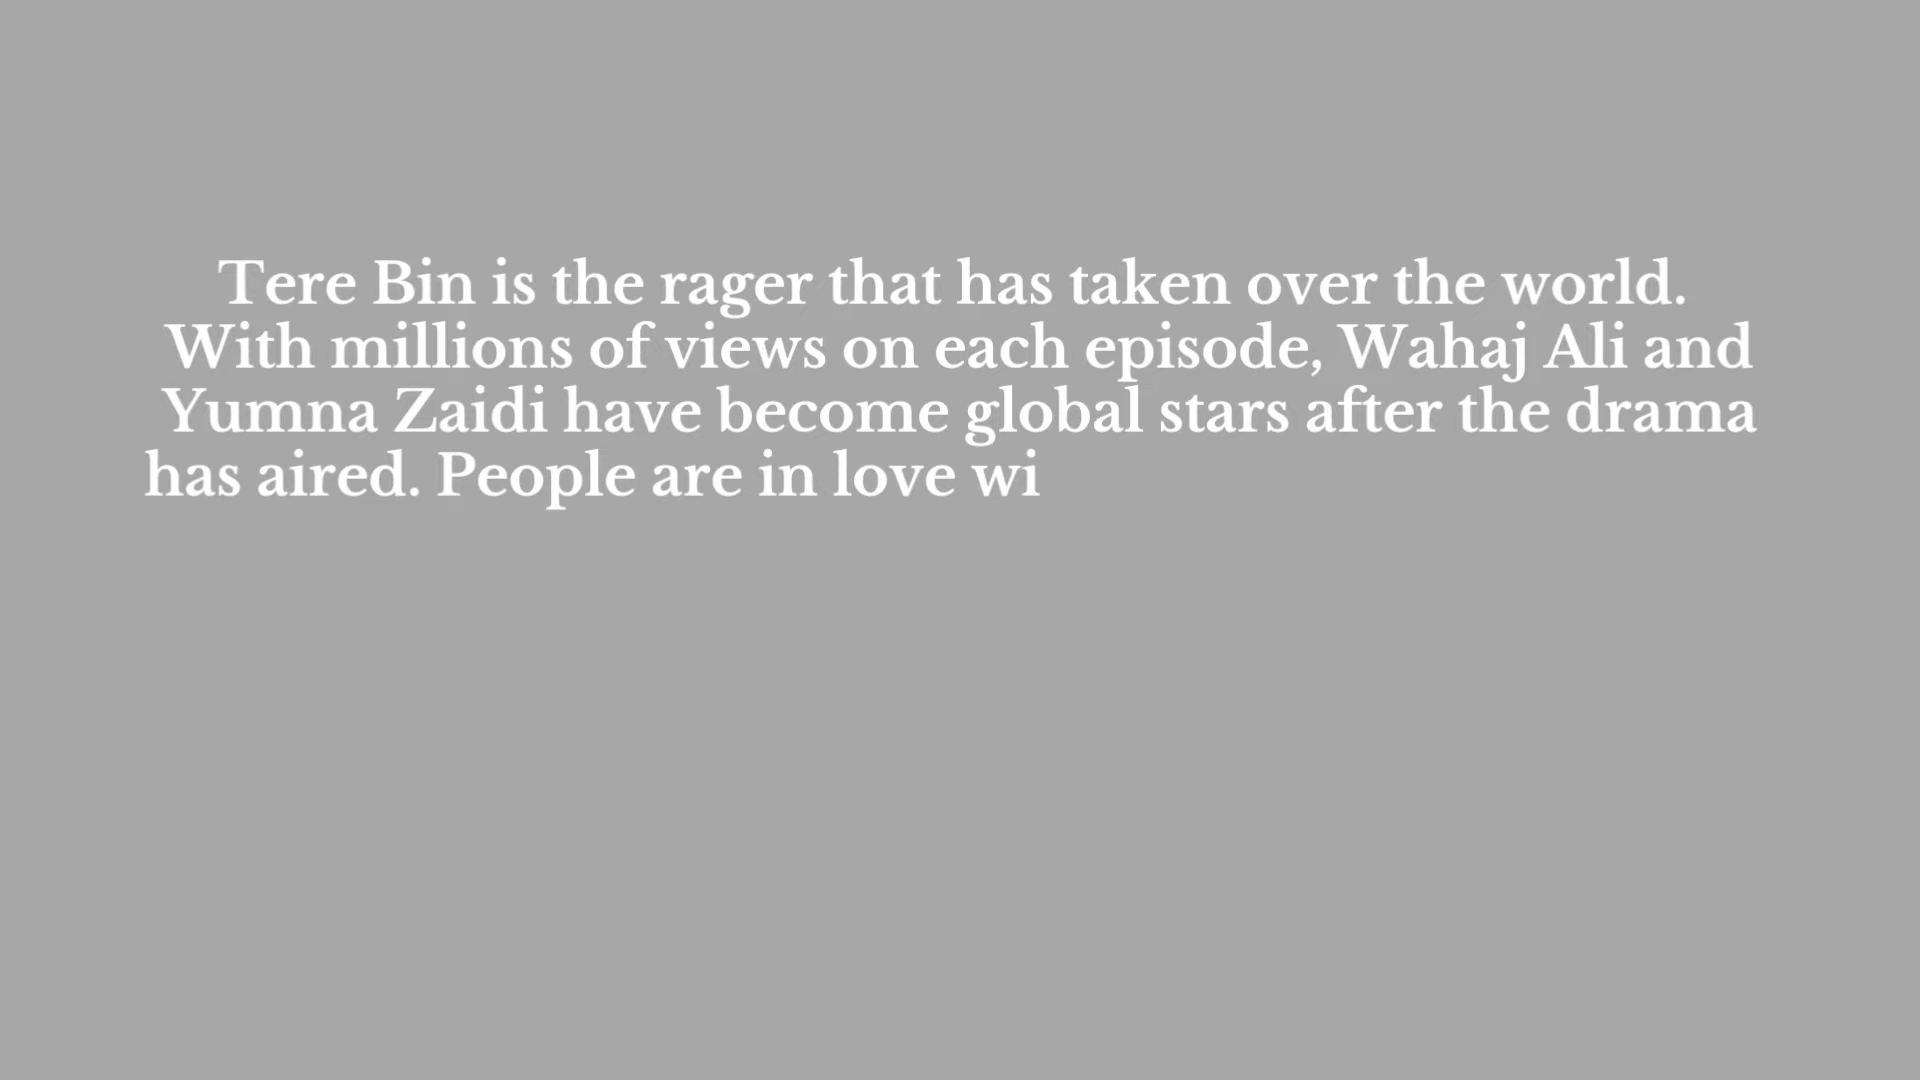 Tere Bin is the rager that has taken over the world.
With millions of views on each episode, Wahaj Ali and
Yumna Zaidi have become global stars after the drama
has aired. People are in love wi